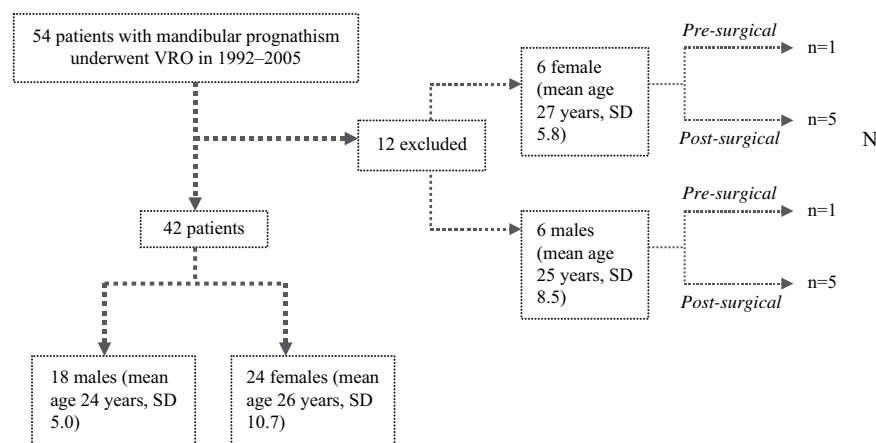 54 patients with mandibular prognathism
underwent VRO in 1992–2005
12 excluded
6 female
(mean age
27 years, SD
5.8)
Pre-surgical
n=1
Post-surgical
n=5
N
6 males
(mean age
25 years, SD
8.5)
Pre-surgical
n=1
Post-surgical
n=5
42 patients
18 males (mean
age 24 years, SD
5.0)
24 females (mean
age 26 years, SD
10.7)